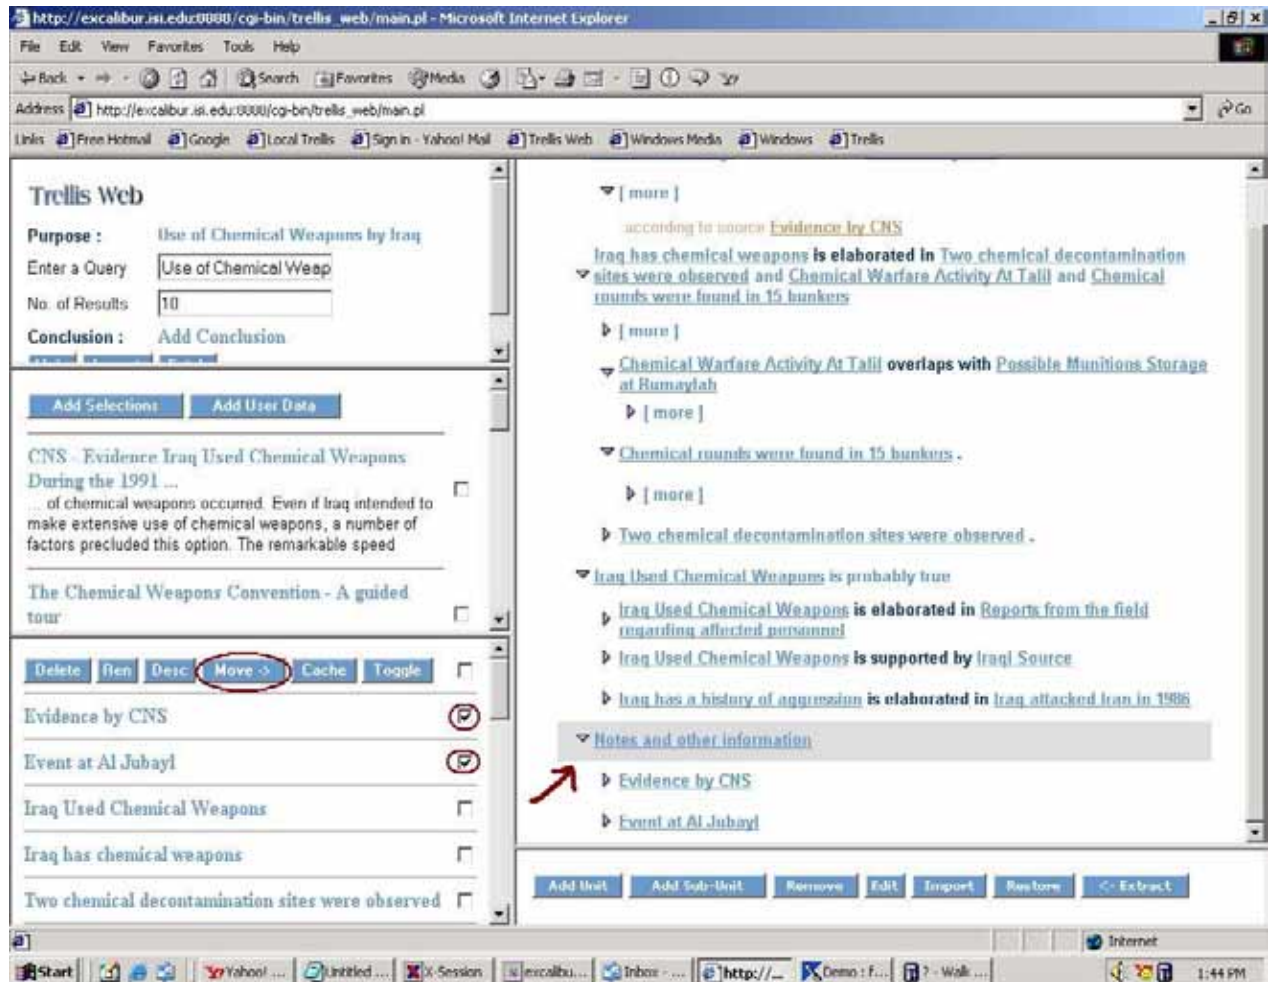 http://excalibur.isi.edu:8888/cgi-bin/trellis_web/main.pl - Microsoft Internet Explorer
File Edit View Favorites Tools Help
Back Search Favorites Media
Address http://excalibur.isi.edu:8888/cgi-bin/trellis_web/main.pl Go
Links Free Hotmail Google Local Trellis Sign in - Yahoo! Mail Trellis Web Windows Media Windows Trellis
Trellis Web
Purpose : Use of Chemical Weapons by Iraq
Enter a Query Use of Chemical Weap
No. of Results 10
Conclusion : Add Conclusion
Add Selections Add User Data
CNS - Evidence Iraq Used Chemical Weapons
During the 1991 ...
... of chemical weapons occurred. Even if Iraq intended to
make extensive use of chemical weapons, a number of
factors precluded this option. The remarkable speed
The Chemical Weapons Convention - A guided
tour
Delete Ren Desc Move -> Cache Toggle
Evidence by CNS
Event at Al Jubayl
Iraq Used Chemical Weapons
Iraq has chemical weapons
Two chemical decontamination sites were observed
[ more ]
according to source Evidence by CNS
Iraq has chemical weapons is elaborated in Two chemical decontamination
sites were observed and Chemical Warfare Activity At Talil and Chemical
rounds were found in 15 bunkers
[ more ]
Chemical Warfare Activity At Talil overlaps with Possible Munitions Storage
at Rumaylah
[ more ]
Chemical rounds were found in 15 bunkers .
[ more ]
Two chemical decontamination sites were observed .
Iraq Used Chemical Weapons is probably true
Iraq Used Chemical Weapons is elaborated in Reports from the field
regarding affected personnel
Iraq Used Chemical Weapons is supported by Iraqi Source
Iraq has a history of aggression is elaborated in Iraq attacked Iran in 1986
Notes and other information
Evidence by CNS
Event at Al Jubayl
Add Unit Add Sub-Unit Remove Edit Import Restore <- Extract
Internet
Start Yahoo! ... Untitled ... X-Session excalibu... Inbox - ... http://... Demo : f... ? - Walk ... 1:44 PM